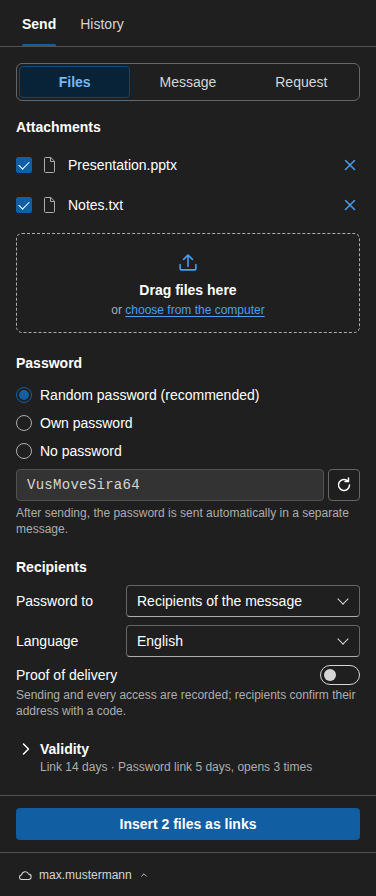 Send History
Files Message Request
Attachments
Presentation.pptx
Notes.txt
Drag files here
or choose from the computer
Password
Random password (recommended)
Own password
No password
VusMoveSira64
After sending, the password is sent automatically in a separate
message.
Recipients
Password to Recipients of the message
Language English
Proof of delivery
Sending and every access are recorded; recipients confirm their
address with a code.
Validity
Link 14 days · Password link 5 days, opens 3 times
Insert 2 files as links
max.mustermann